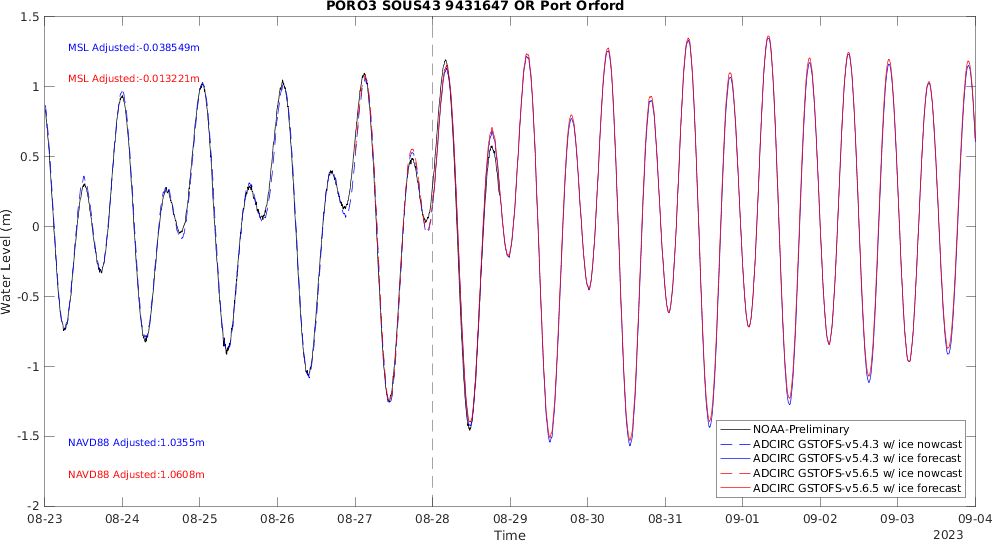 PORO3 SOUS43 9431647 OR Port Orford
MSL Adjusted:-0.038549m
MSL Adjusted:-0.013221m
NAVD88 Adjusted:1.0355m
NAVD88 Adjusted:1.0608m
Water Level (m)
1.5
1
0.5
0
-0.5
-1
-1.5
-2
NOAA-Preliminary
ADCIRC GSTOFS-v5.4.3 w/ ice nowcast
ADCIRC GSTOFS-v5.4.3 w/ ice forecast
ADCIRC GSTOFS-v5.6.5 w/ ice nowcast
ADCIRC GSTOFS-v5.6.5 w/ ice forecast
08-23 08-24 08-25 08-26 08-27 08-28 08-29 08-30 08-31 09-01 09-02 09-03 09-04
Time
2023